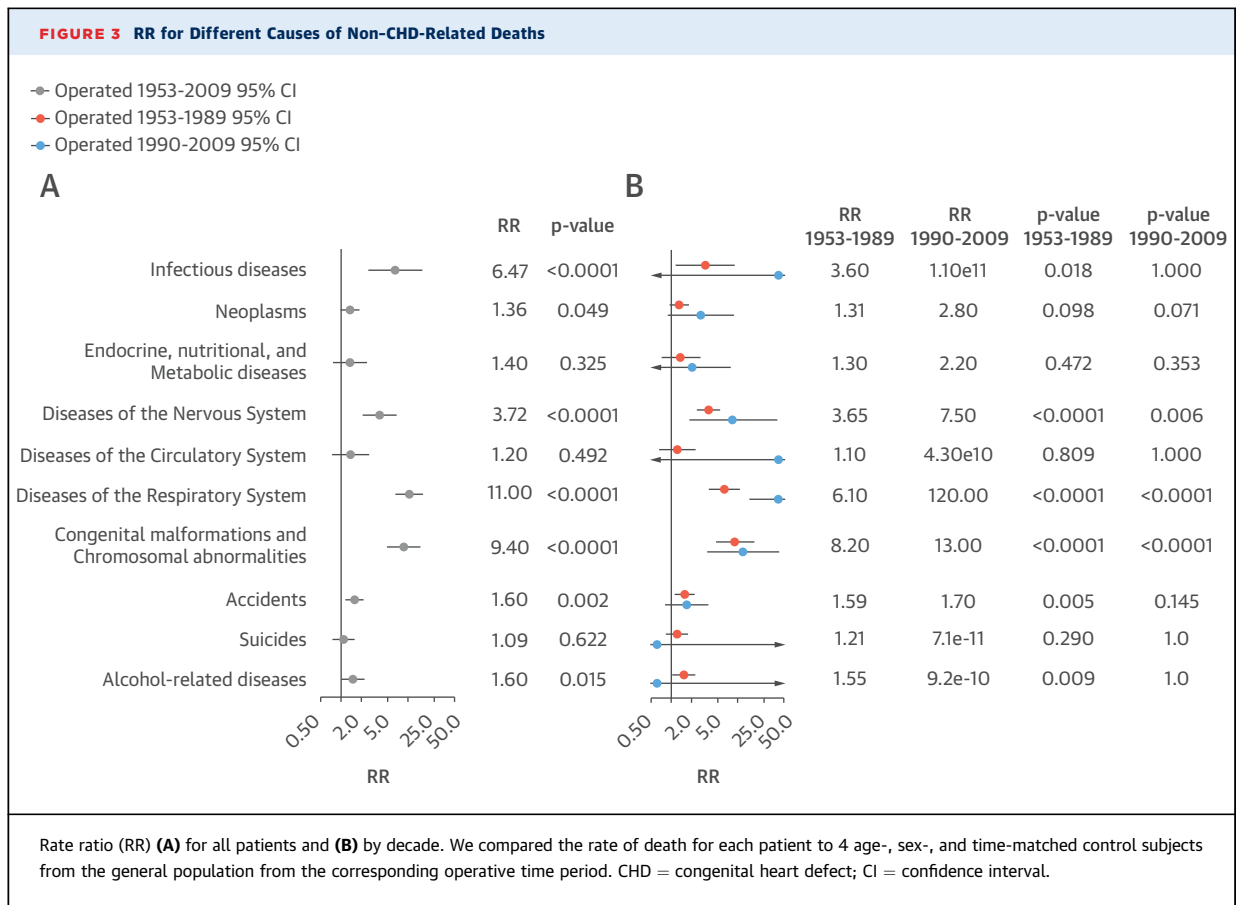 FIGURE 3 RR for Different Causes of Non-CHD-Related Deaths
Operated 1953-2009 95% CI
Operated 1953-1989 95% CI
Operated 1990-2009 95% CI
A
B
RR p-value
RR 1953-1989 RR 1990-2009 p-value 1953-1989 p-value 1990-2009
Infectious diseases 6.47 <0.0001 3.60 1.10e11 0.018 1.000
Neoplasms 1.36 0.049 1.31 2.80 0.098 0.071
Endocrine, nutritional, and
Metabolic diseases 1.40 0.325 1.30 2.20 0.472 0.353
Diseases of the Nervous System 3.72 <0.0001 3.65 7.50 <0.0001 0.006
Diseases of the Circulatory System 1.20 0.492 1.10 4.30e10 0.809 1.000
Diseases of the Respiratory System 11.00 <0.0001 6.10 120.00 <0.0001 <0.0001
Congenital malformations and
Chromosomal abnormalities 9.40 <0.0001 8.20 13.00 <0.0001 <0.0001
Accidents 1.60 0.002 1.59 1.70 0.005 0.145
Suicides 1.09 0.622 1.21 7.1e-11 0.290 1.0
Alcohol-related diseases 1.60 0.015 1.55 9.2e-10 0.009 1.0
0.50 2.0 5.0 25.0 50.0
0.50 2.0 5.0 25.0 50.0
RR
RR
Rate ratio (RR) (A) for all patients and (B) by decade. We compared the rate of death for each patient to 4 age-, sex-, and time-matched control subjects
from the general population from the corresponding operative time period. CHD = congenital heart defect; CI = confidence interval.